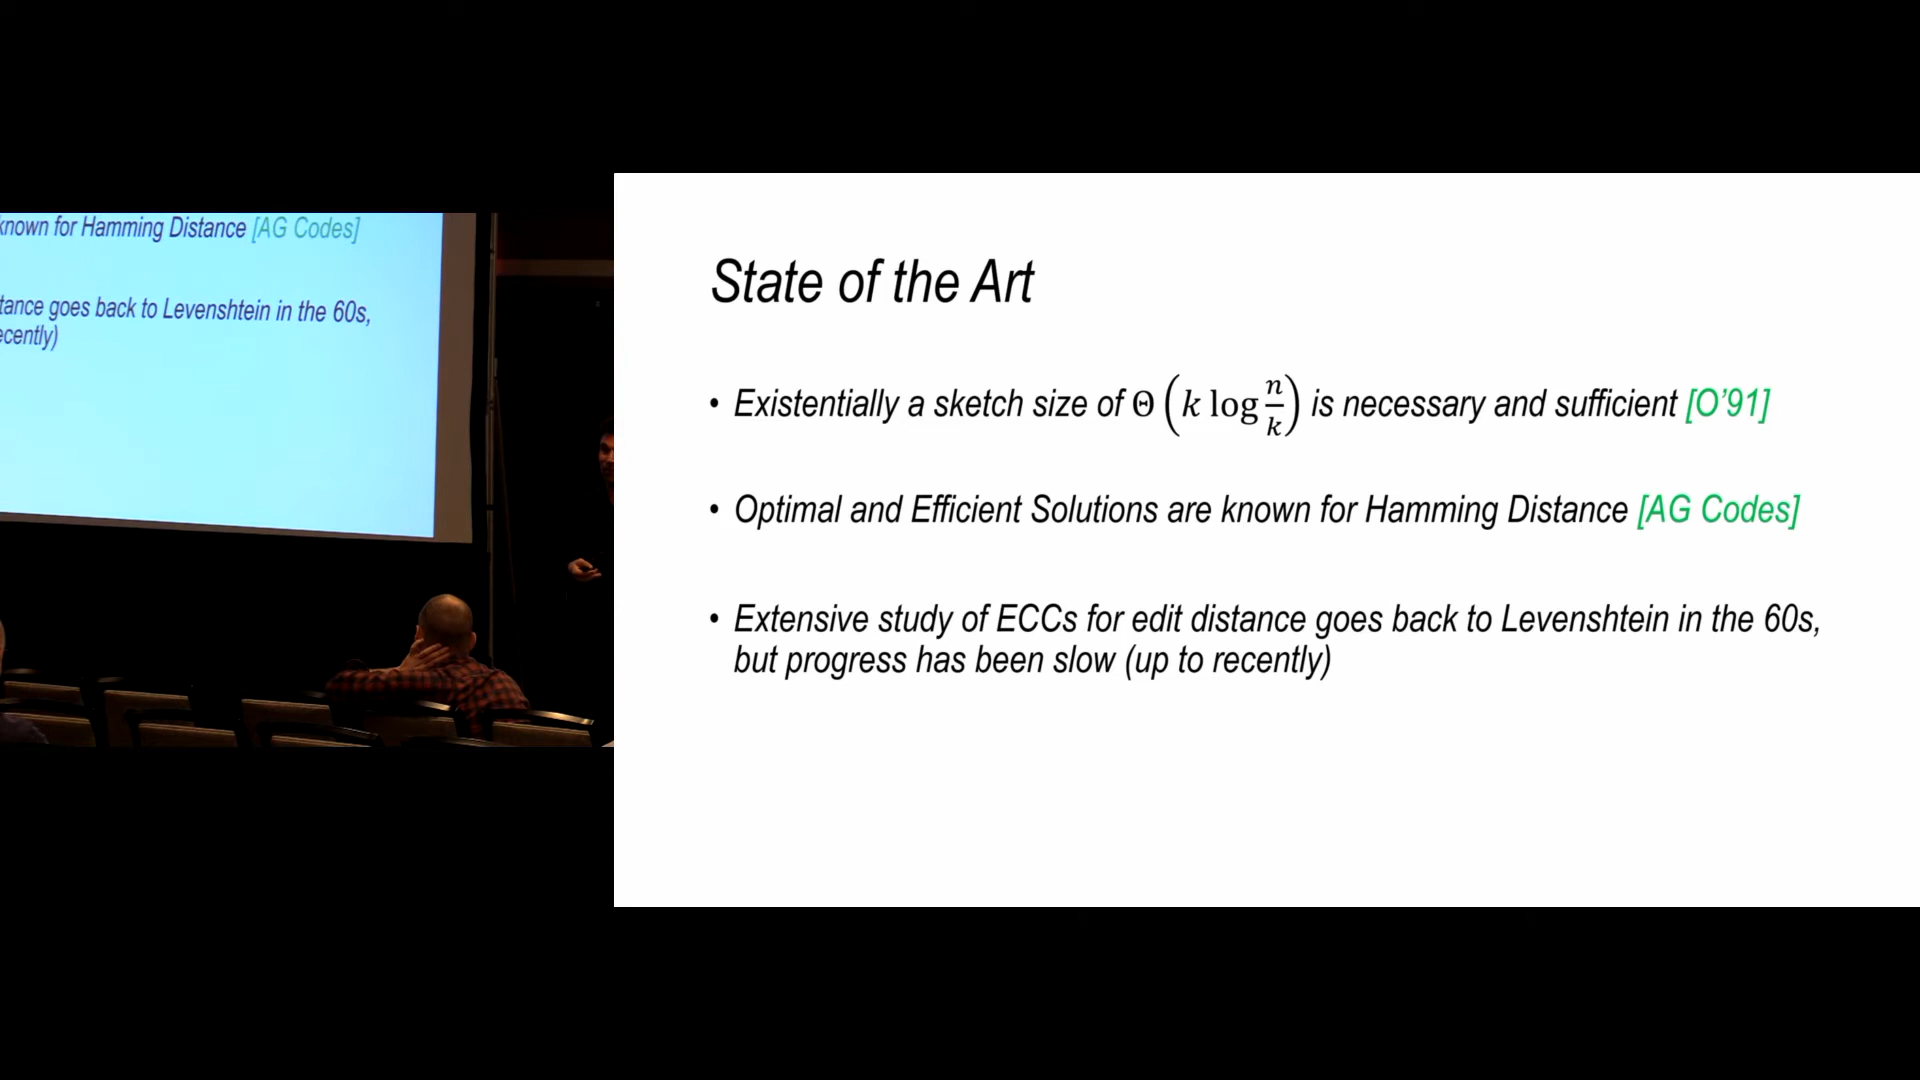 known for Hamming Distance [AG Codes]
goes back to Levenshtein in the 60s,
State of the Art
• Existentially a sketch size of Θ(k log n/k) is necessary and sufficient [O'91]
• Optimal and Efficient Solutions are known for Hamming Distance [AG Codes]
• Extensive study of ECCs for edit distance goes back to Levenshtein in the 60s,
but progress has been slow (up to recently)